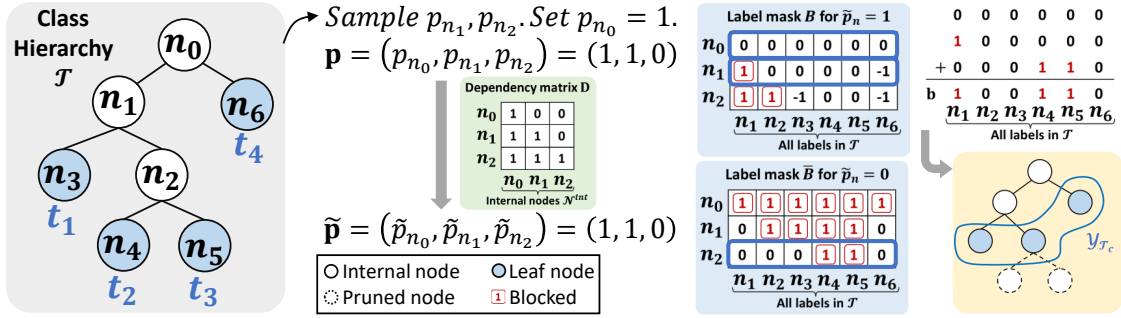 Class
Hierarchy
𝒯
n₀
n₁
n₆
t₄
n₃
n₂
t₁
n₄
n₅
t₂
t₃
Sample pₙ₁, pₙ₂. Set pₙ₀ = 1.
𝐩 = (pₙ₀, pₙ₁, pₙ₂) = (1, 1, 0)
Dependency matrix D
n₀ 1 0 0
n₁ 1 1 0
n₂ 1 1 1
n₀ n₁ n₂
Internal nodes 𝒩^int
p̃ = (p̃ₙ₀, p̃ₙ₁, p̃ₙ₂) = (1, 1, 0)
Internal node Leaf node
Pruned node 1 Blocked
Label mask B for p̃ₙ = 1
n₀ 0 0 0 0 0 0
n₁ 1 0 0 0 0 -1
n₂ 1 1 -1 0 0 -1
n₁ n₂ n₃ n₄ n₅ n₆
All labels in 𝒯
Label mask B̅ for p̃ₙ = 0
n₀ 1 1 1 1 1 1
n₁ 0 1 1 1 1 0
n₂ 0 0 0 1 1 0
n₁ n₂ n₃ n₄ n₅ n₆
All labels in 𝒯
0 0 0 0 0 0
1 0 0 0 0 0
+ 0 0 0 1 1 0
b 1 0 0 1 1 0
n₁ n₂ n₃ n₄ n₅ n₆
All labels in 𝒯
𝒴_𝒯c